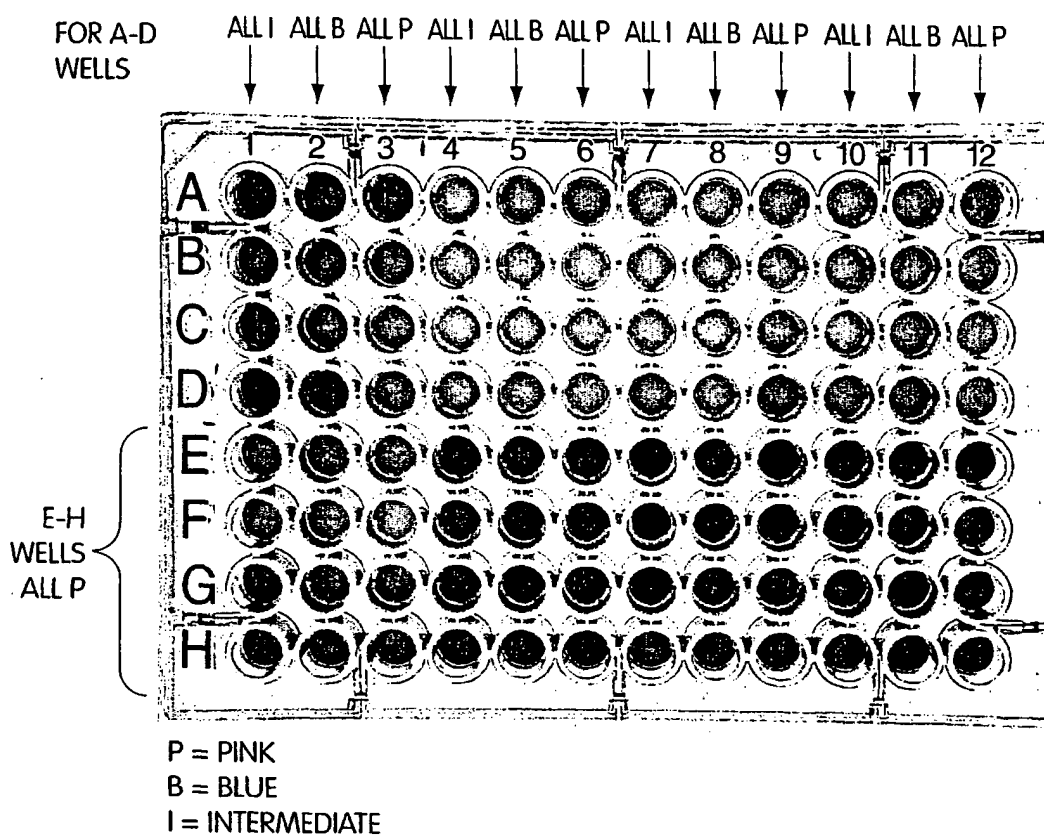 FOR A-D WELLS
ALL I ALL B ALL P ALL I ALL B ALL P ALL I ALL B ALL P ALL I ALL B ALL P
1 2 3 4 5 6 7 8 9 10 11 12
A
B
C
D
E
F
G
H
E-H
WELLS
ALL P
P = PINK
B = BLUE
I = INTERMEDIATE